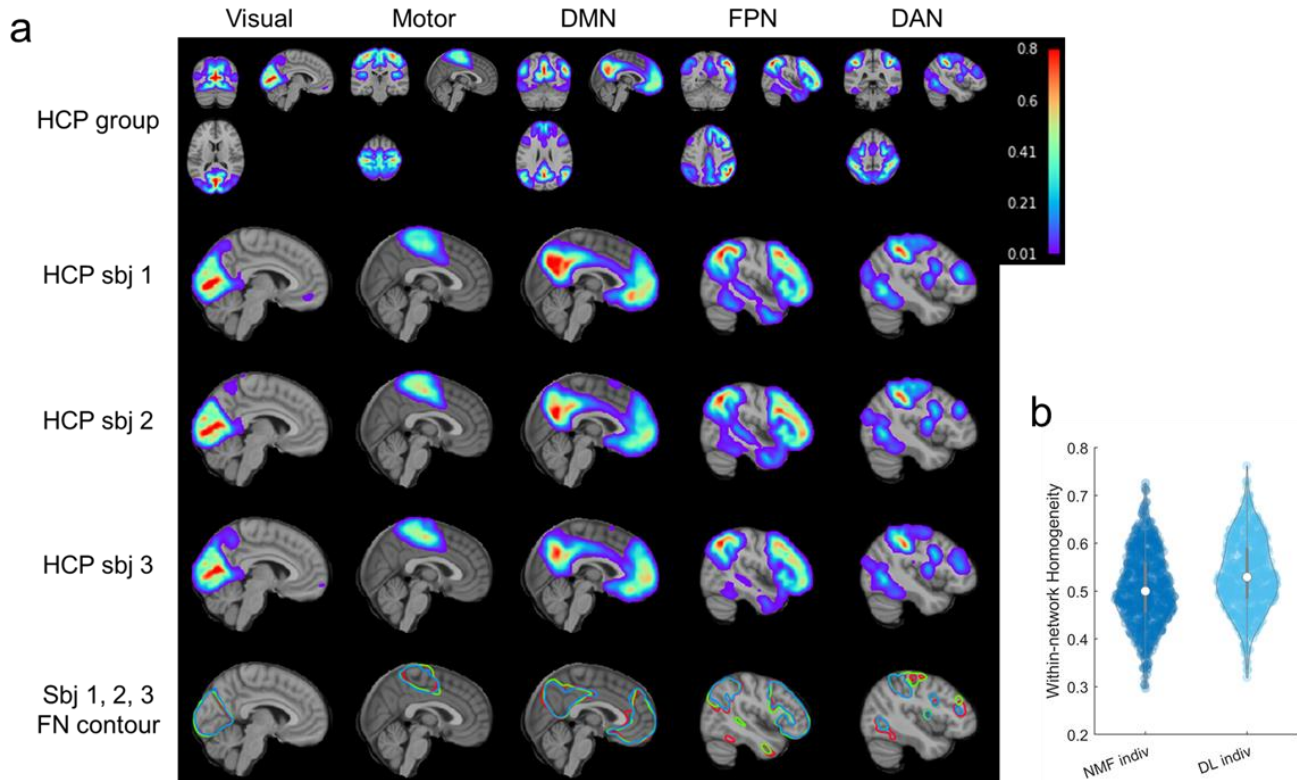 a
Visual Motor DMN FPN DAN
HCP group
0.8
0.6
0.41
0.21
0.01
HCP sbj 1
HCP sbj 2
HCP sbj 3
Sbj 1, 2, 3
FN contour
b
Within-network Homogeneity
0.8
0.7
0.6
0.5
0.4
0.3
0.2
NMF indiv
DL indiv